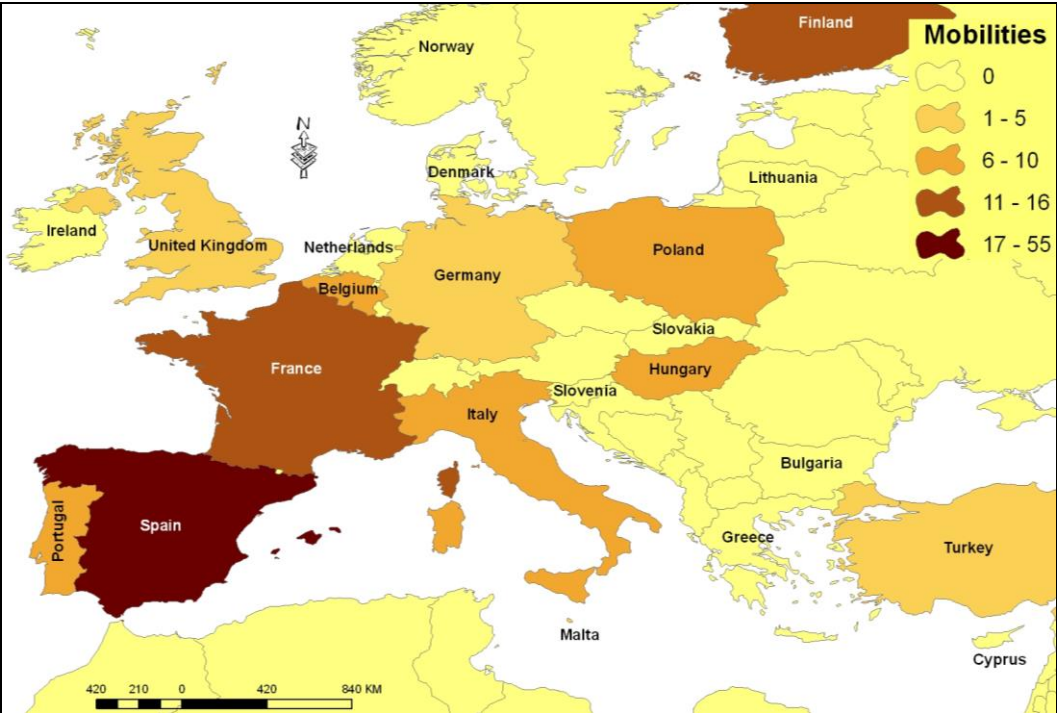 Finland
Mobilities
Norway
0
1 - 5
6 - 10
11 - 16
17 - 55
N
Denmark
Lithuania
Ireland
United Kingdom
Netherlands
Poland
Germany
Belgium
Slovakia
France
Hungary
Slovenia
Italy
Bulgaria
Portugal
Spain
Greece
Turkey
Malta
Cyprus
420 210 0 420 840 KM